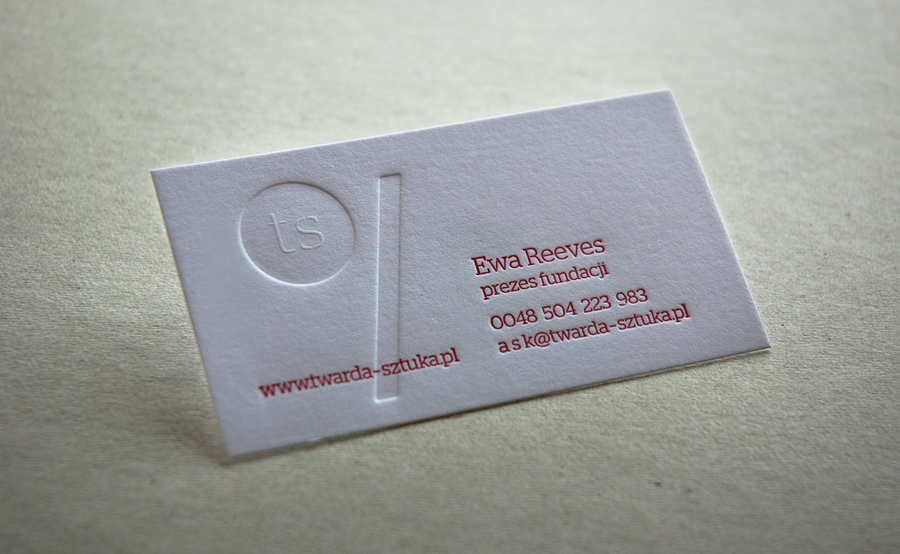 ts
www.twarda-sztuka.pl
Ewa Reeves
prezes fundacji
0048 504 223 983
a s k@twarda-sztuka.pl